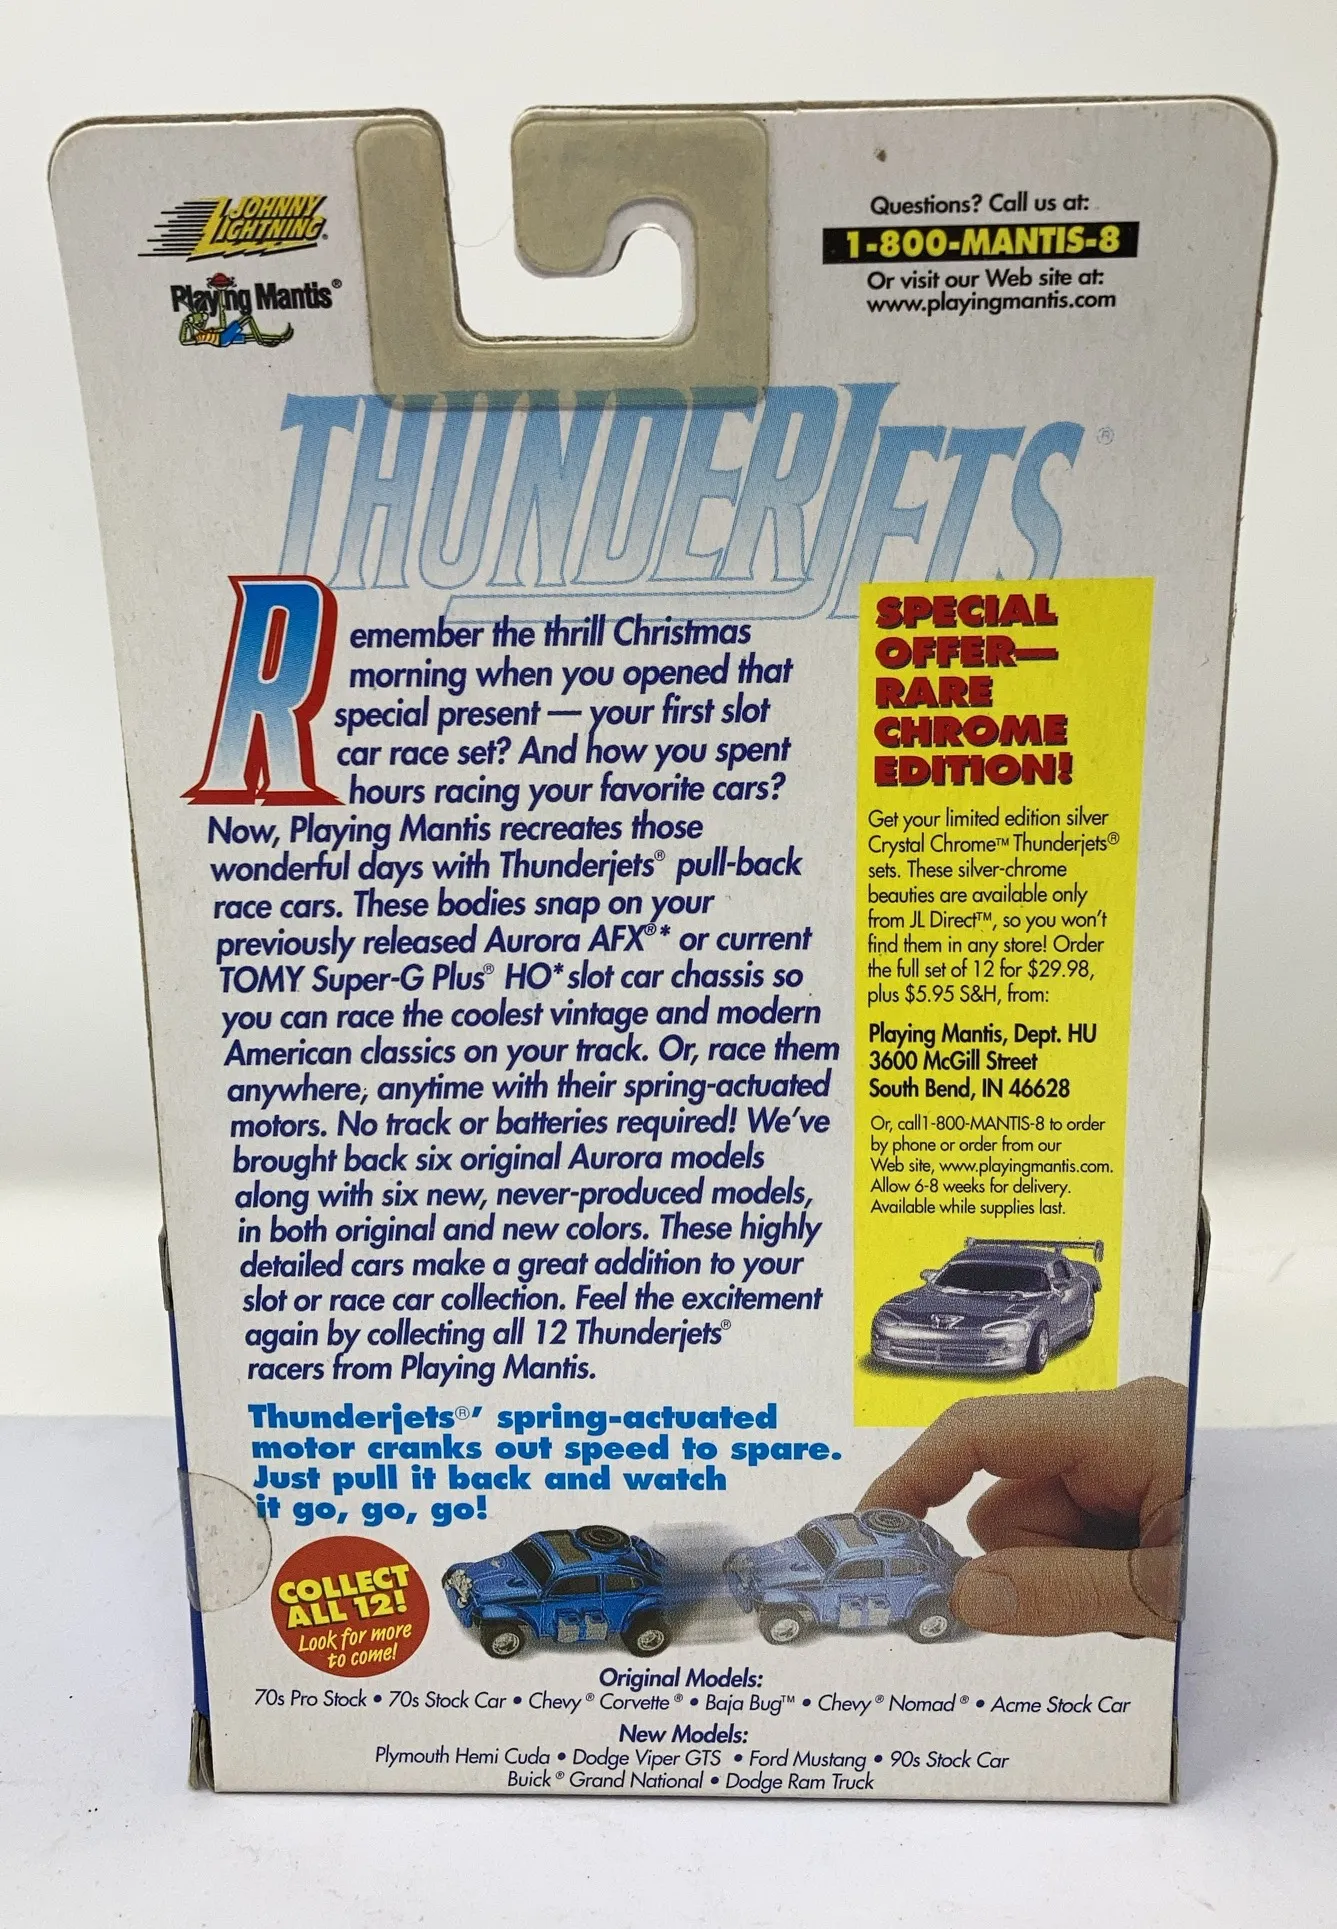 JOHNNY
LIGHTNING®
Playing Mantis®
Questions? Call us at:
1-800-MANTIS-8
Or visit our Web site at:
www.playingmantis.com
THUNDERJETS®
Remember the thrill Christmas
morning when you opened that
special present — your first slot
car race set? And how you spent
hours racing your favorite cars?
Now, Playing Mantis recreates those
wonderful days with Thunderjets® pull-back
race cars. These bodies snap on your
previously released Aurora AFX®* or current
TOMY Super-G Plus® HO* slot car chassis so
you can race the coolest vintage and modern
American classics on your track. Or, race them
anywhere, anytime with their spring-actuated
motors. No track or batteries required! We've
brought back six original Aurora models
along with six new, never-produced models,
in both original and new colors. These highly
detailed cars make a great addition to your
slot or race car collection. Feel the excitement
again by collecting all 12 Thunderjets®
racers from Playing Mantis.
Thunderjets®' spring-actuated
motor cranks out speed to spare.
Just pull it back and watch
it go, go, go!
SPECIAL
OFFER—
RARE
CHROME
EDITION!
Get your limited edition silver
Crystal Chrome™ Thunderjets®
sets. These silver-chrome
beauties are available only
from JL Direct™, so you won't
find them in any store! Order
the full set of 12 for $29.98,
plus $5.95 S&H, from:
Playing Mantis, Dept. HU
3600 McGill Street
South Bend, IN 46628
Or, call1-800-MANTIS-8 to order
by phone or order from our
Web site, www.playingmantis.com.
Allow 6-8 weeks for delivery.
Available while supplies last.
COLLECT
ALL 12!
Look for more
to come!
Original Models:
70s Pro Stock • 70s Stock Car • Chevy® Corvette® • Baja Bug™ • Chevy® Nomad® • Acme Stock Car
New Models:
Plymouth Hemi Cuda • Dodge Viper GTS • Ford Mustang • 90s Stock Car
Buick® Grand National • Dodge Ram Truck